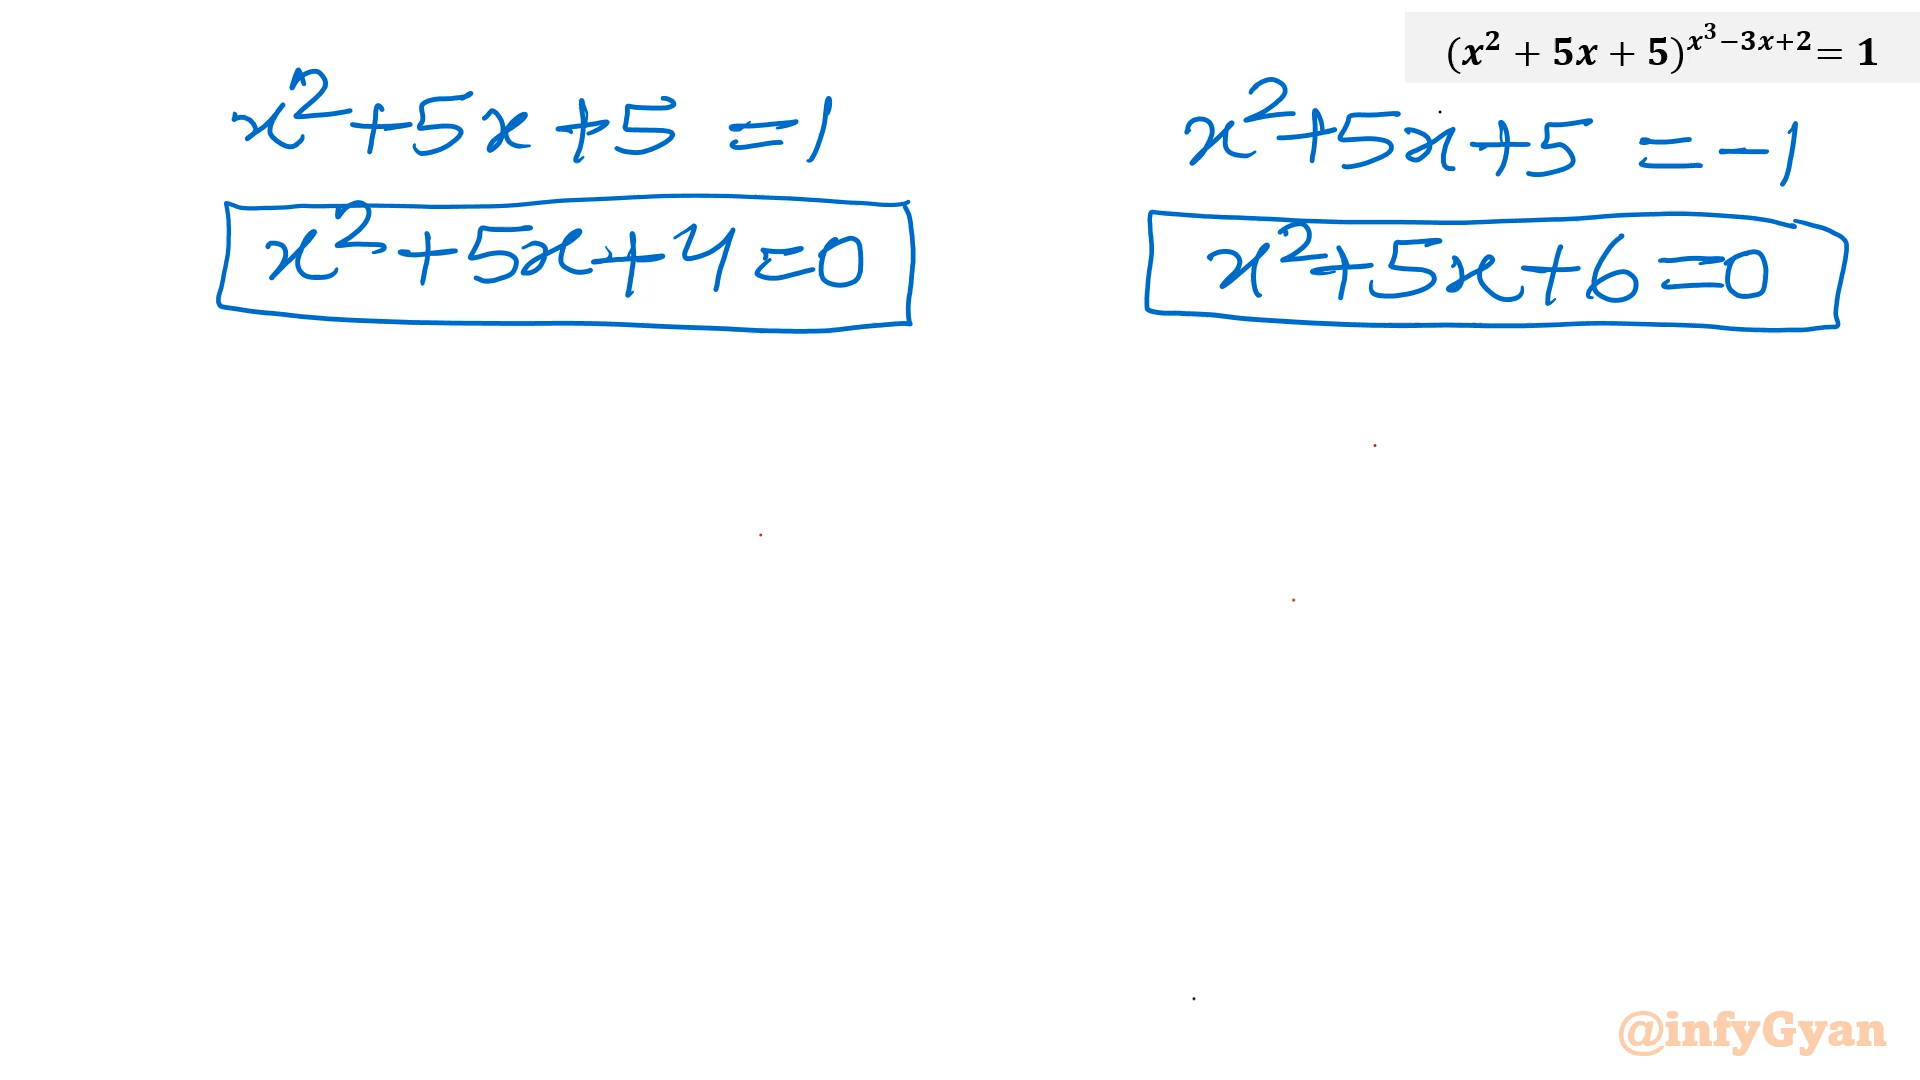 (x² + 5x + 5)^(x³−3x+2) = 1
x²+5x+5 =1
x²+5x+4=0
x²+5x+5 =-1
x²+5x+6=0
@infyGyan